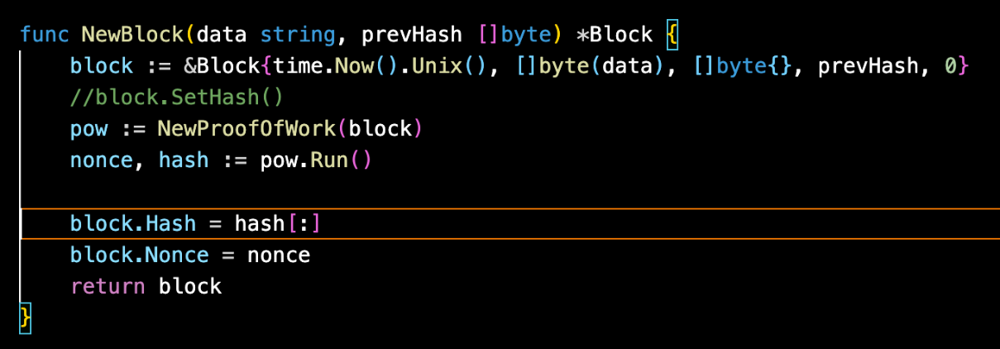 func NewBlock(data string, prevHash []byte) *Block {
    block := &Block{time.Now().Unix(), []byte(data), []byte{}, prevHash, 0}
    //block.SetHash()
    pow := NewProofOfWork(block)
    nonce, hash := pow.Run()

    block.Hash = hash[:]
    block.Nonce = nonce
    return block
}